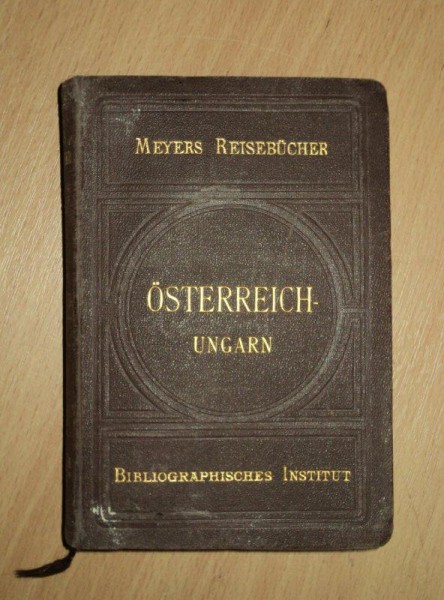 MEYERS REISEBÜCHER
ÖSTERREICH-
UNGARN
BIBLIOGRAPHISCHES INSTITUT